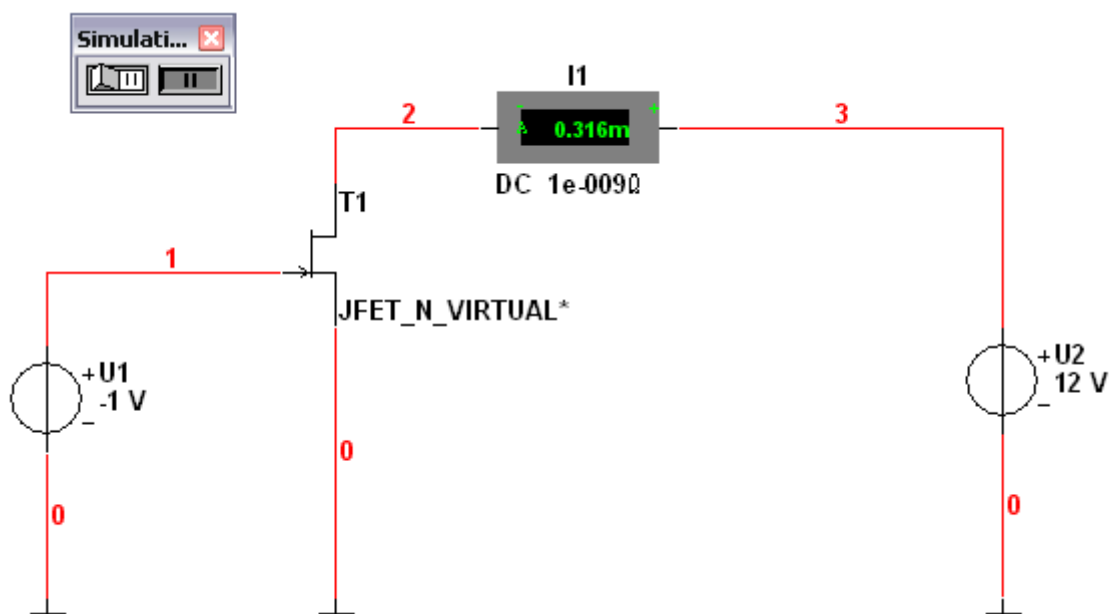 Simulati...
I1
2
3
- +
A 0.316m
DC 1e-009Ω
T1
1
JFET_N_VIRTUAL*
+ U1
-1 V
−
+ U2
12 V
−
0
0
0